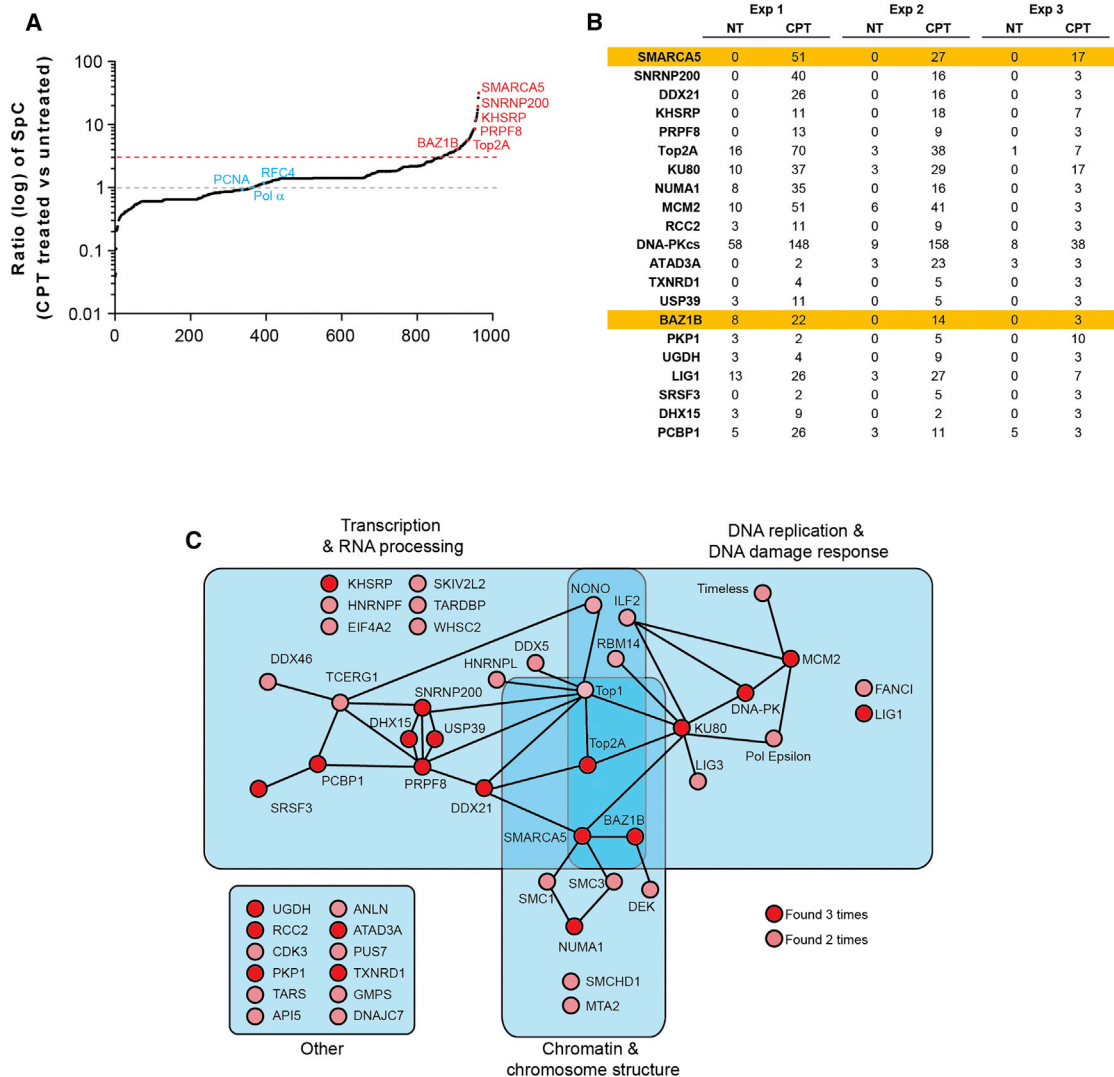 A
Ratio (log) of SpC
(CPT treated vs untreated)
100
10
1
0.1
0.01
0
200
400
600
800
1000
SMARCA5
SNRNP200
KHSRP
PRPF8
BAZ1B
Top2A
PCNA
RFC4
Pol α
B
Exp 1 Exp 2 Exp 3
NT CPT NT CPT NT CPT
SMARCA5 0 51 0 27 0 17
SNRNP200 0 40 0 16 0 3
DDX21 0 26 0 16 0 3
KHSRP 0 11 0 18 0 7
PRPF8 0 13 0 9 0 3
Top2A 16 70 3 38 1 7
KU80 10 37 3 29 0 17
NUMA1 8 35 0 16 0 3
MCM2 10 51 6 41 0 3
RCC2 3 11 0 9 0 3
DNA-PKcs 58 148 9 158 8 38
ATAD3A 0 2 3 23 3 3
TXNRD1 0 4 0 5 0 3
USP39 3 11 0 5 0 3
BAZ1B 8 22 0 14 0 3
PKP1 3 2 0 5 0 10
UGDH 3 4 0 9 0 3
LIG1 13 26 3 27 0 7
SRSF3 0 2 0 5 0 3
DHX15 3 9 0 2 0 3
PCBP1 5 26 3 11 5 3
C
Transcription
& RNA processing
DNA replication &
DNA damage response
KHSRP
SKIV2L2
HNRNPF
TARDBP
EIF4A2
WHSC2
NONO
ILF2
Timeless
DDX46
TCERG1
DDX5
HNRNPL
RBM14
MCM2
SNRNP200
Top1
DNA-PK
FANCI
LIG1
DHX15
USP39
KU80
Top2A
Pol Epsilon
PCBP1
PRPF8
LIG3
SRSF3
DDX21
SMARCA5
BAZ1B
SMC1
SMC3
DEK
NUMA1
SMCHD1
MTA2
UGDH
ANLN
RCC2
ATAD3A
CDK3
PUS7
PKP1
TXNRD1
TARS
GMPS
API5
DNAJC7
Other
Found 3 times
Found 2 times
Chromatin &
chromosome structure